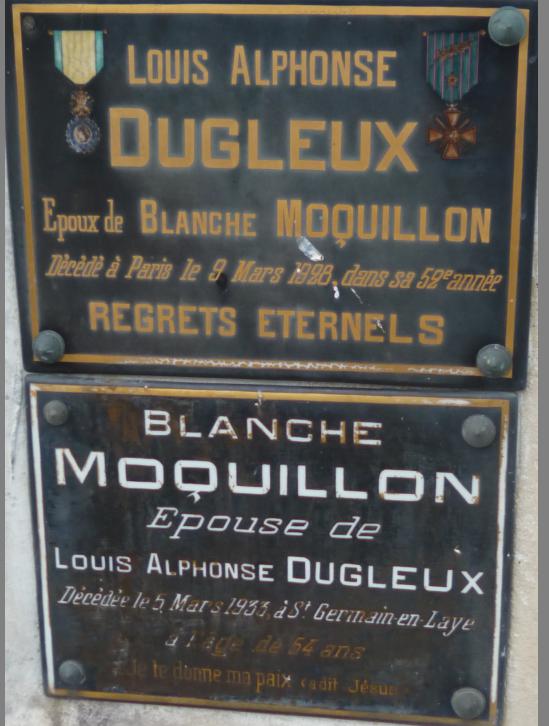 LOUIS ALPHONSE
DUGLEUX
Epoux de BLANCHE MOQUILLON
Décédé à Paris le 9 Mars 1928, dans sa 52e année
REGRETS ETERNELS
BLANCHE
MOQUILLON
Epouse de
LOUIS ALPHONSE DUGLEUX
Décédée le 5 Mars 1933, à St Germain-en-Laye
à l'âge de 54 ans
Je te donne ma paix (a dit Jésus)